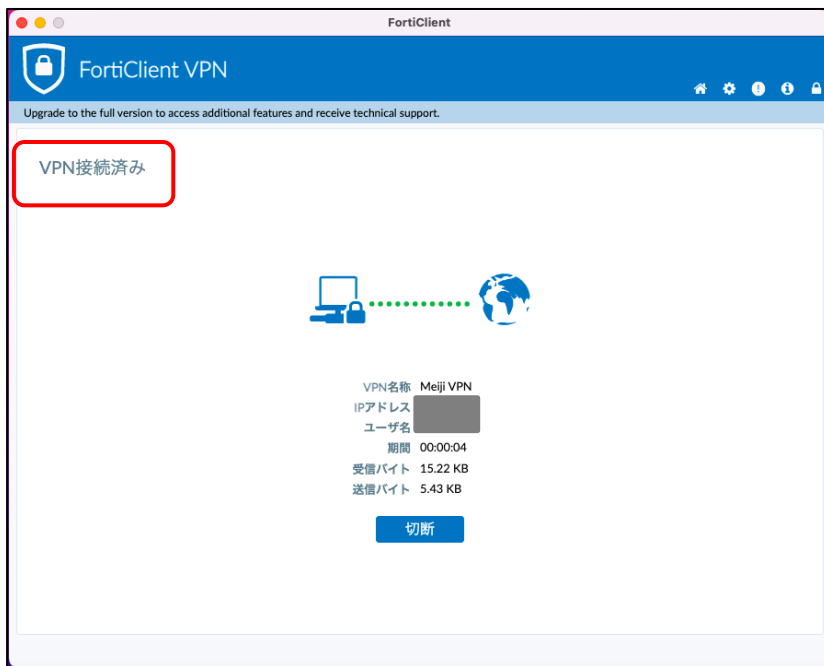 FortiClient
FortiClient VPN
Upgrade to the full version to access additional features and receive technical support.
VPN接続済み
VPN名称 Meiji VPN
IPアドレス
ユーザ名
期間 00:00:04
受信バイト 15.22 KB
送信バイト 5.43 KB
切断